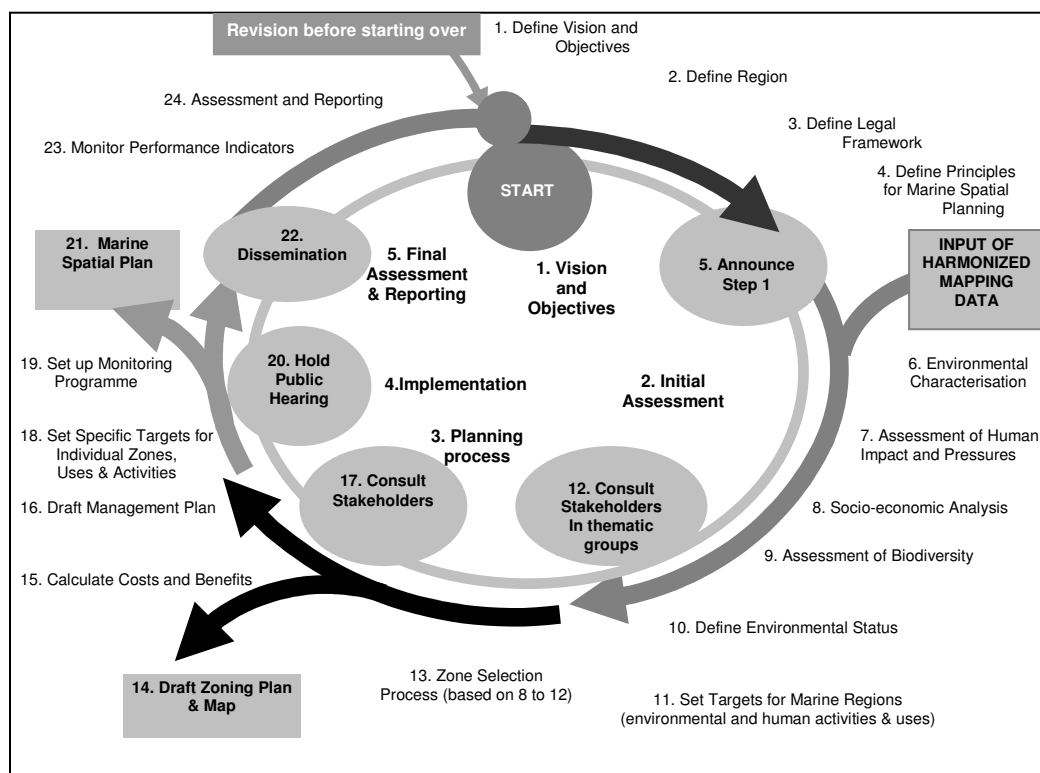 Revision before starting over
1. Define Vision and
Objectives
2. Define Region
24. Assessment and Reporting
3. Define Legal
Framework
23. Monitor Performance Indicators
4. Define Principles
for Marine Spatial
Planning
START
21. Marine
Spatial Plan
22.
Dissemination
5. Final
Assessment
& Reporting
1. Vision
and
Objectives
5. Announce
Step 1
INPUT OF
HARMONIZED
MAPPING
DATA
19. Set up Monitoring
Programme
20. Hold
Public
Hearing
4.Implementation
2. Initial
Assessment
6. Environmental
Characterisation
18. Set Specific Targets for
Individual Zones,
Uses & Activities
3. Planning
process
7. Assessment of Human
Impact and Pressures
17. Consult
Stakeholders
12. Consult
Stakeholders
In thematic
groups
16. Draft Management Plan
8. Socio-economic Analysis
9. Assessment of Biodiversity
15. Calculate Costs and Benefits
10. Define Environmental Status
14. Draft Zoning Plan
& Map
13. Zone Selection
Process (based on 8 to 12)
11. Set Targets for Marine Regions
(environmental and human activities & uses)